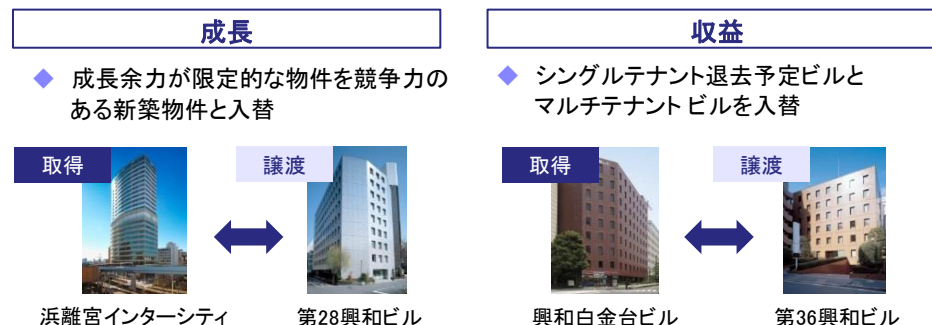 成長
成長余力が限定的な物件を競争力の
ある新築物件と入替
取得
譲渡
浜離宮インターシティ
第28興和ビル
収益
シングルテナント退去予定ビルと
マルチテナントビルを入替
取得
譲渡
興和白金台ビル
第36興和ビル